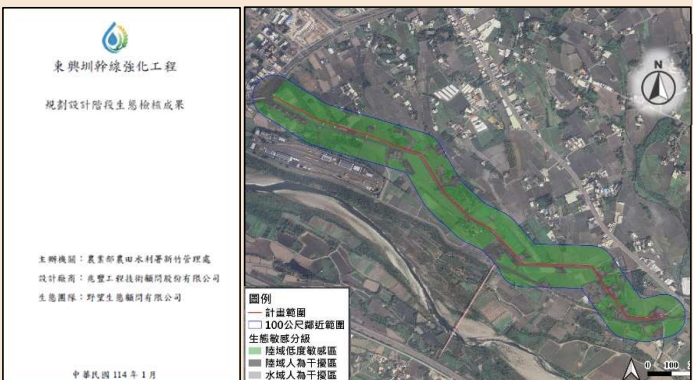 東興圳幹線強化工程
規劃設計階段生態檢核成果
主辦機關：農業部農田水利署新竹管理處
設計廠商：兆豐工程技術顧問股份有限公司
生態團隊：野望生態顧問有限公司
中華民國 114 年 1 月
N
圖例
計畫範圍
100公尺鄰近範圍
生態敏感分級
陸域低度敏感區
陸域人為干擾區
水域人為干擾區
0 100